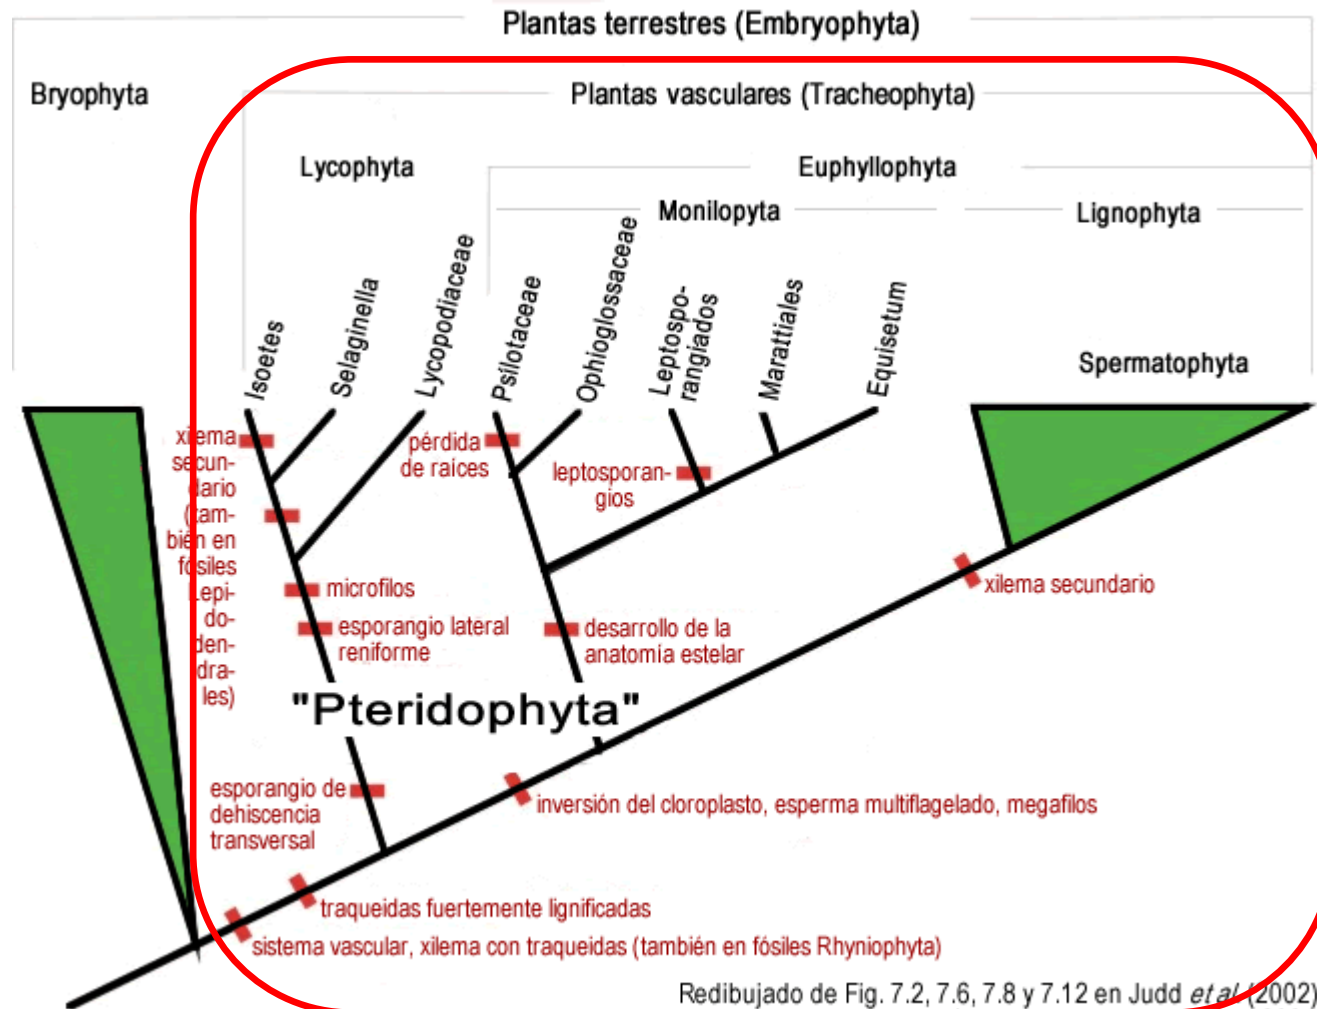 Plantas terrestres (Embryophyta)
Bryophyta
Plantas vasculares (Tracheophyta)
Lycophyta
Euphyllophyta
Monilopyta
Lignophyta
Isoetes
Selaginella
Lycopodiaceae
Psilotaceae
Ophioglossaceae
Leptospo-
rangiados
Marattiales
Equisetum
Spermatophyta
xilema
secun-
dario
(tam-
bién en
fósiles
Lepi-
do-
den-
dra-
les)
pérdida
de raices
leptosporan-
gios
microfilos
esporangio lateral
reniforme
desarrollo de la
anatomía estelar
xilema secundario
"Pteridophyta"
esporangio de
dehiscencia
transversal
inversión del cloroplasto, esperma multiflagelado, megafilos
traqueidas fuertemente lignificadas
sistema vascular, xilema con traqueidas (también en fósiles Rhyniophyta)
Redibujado de Fig. 7.2, 7.6, 7.8 y 7.12 en Judd et al. (2002)